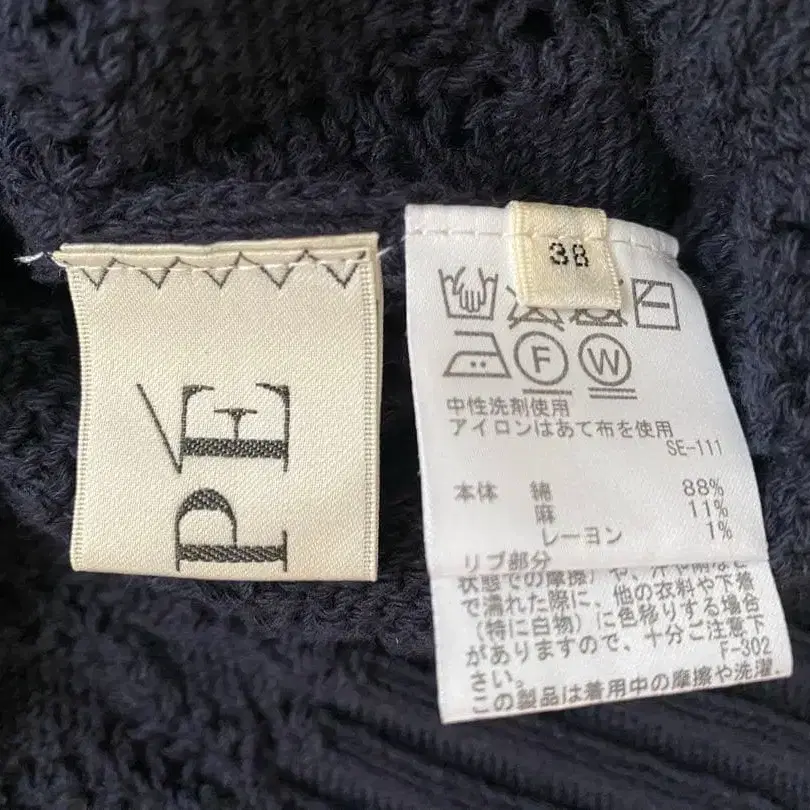 PÉ
38
F W
中性洗剤使用
アイロンはあて布を使用
SE-111
本体 綿 88%
麻 11%
レーヨン 1%
リブ部分
状態での摩擦)や、汗や雨など
で濡れた際に、他の衣料や下着
(特に白物)に色移りする場合
がありますので、十分ご注意下
さい。
F-302
この製品は着用中の摩擦や洗濯